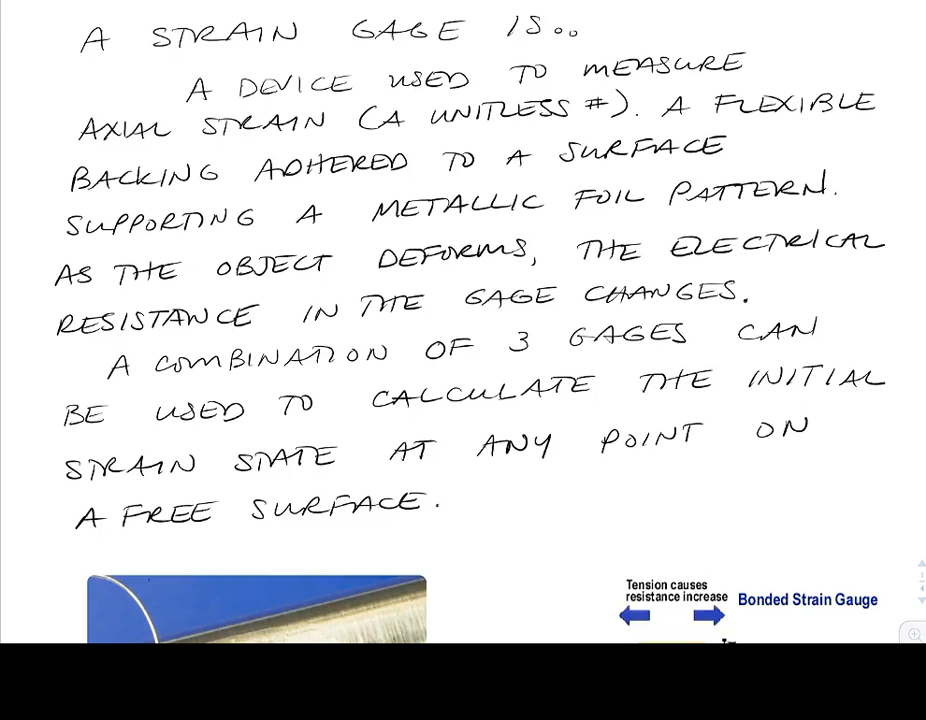 A STRAIN GAGE IS..
A DEVICE USED TO MEASURE
AXIAL STRAIN (A UNITLESS #). A FLEXIBLE
BACKING ADHERED TO A SURFACE
SUPPORTING A METALLIC FOIL PATTERN.
AS THE OBJECT DEFORMS, THE ELECTRICAL
RESISTANCE IN THE GAGE CHANGES.
A COMBINATION OF 3 GAGES CAN
BE USED TO CALCULATE THE INITIAL
STRAIN STATE AT ANY POINT ON
A FREE SURFACE.
Tension causes
resistance increase
Bonded Strain Gauge